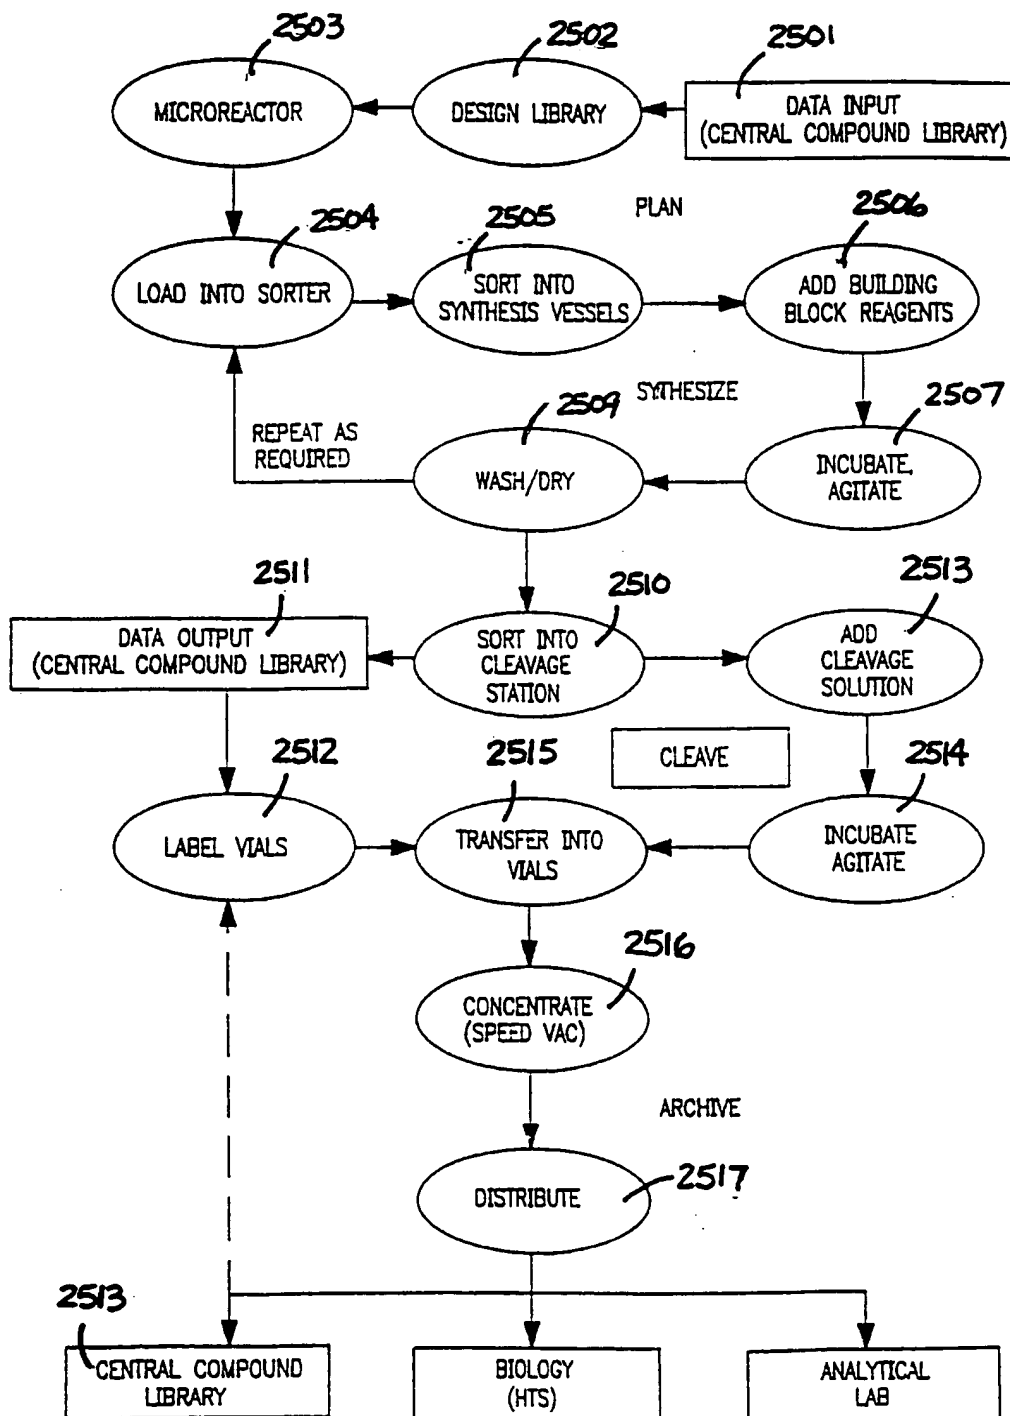 2503
2502
2501
MICROREACTOR
DESIGN LIBRARY
DATA INPUT
(CENTRAL COMPOUND LIBRARY)
PLAN
2504
2505
2506
LOAD INTO SORTER
SORT INTO
SYNTHESIS VESSELS
ADD BUILDING
BLOCK REAGENTS
SYTHESIZE
2509
2507
REPEAT AS
REQUIRED
WASH/DRY
INCUBATE,
AGITATE
2511
2510
2513
DATA OUTPUT
(CENTRAL COMPOUND LIBRARY)
SORT INTO
CLEAVAGE
STATION
ADD
CLEAVAGE
SOLUTION
CLEAVE
2512
2515
2514
LABEL VIALS
TRANSFER INTO
VIALS
INCUBATE
AGITATE
2516
CONCENTRATE
(SPEED VAC)
ARCHIVE
2517
DISTRIBUTE
2513
CENTRAL COMPOUND
LIBRARY
BIOLOGY
(HTS)
ANALYTICAL
LAB